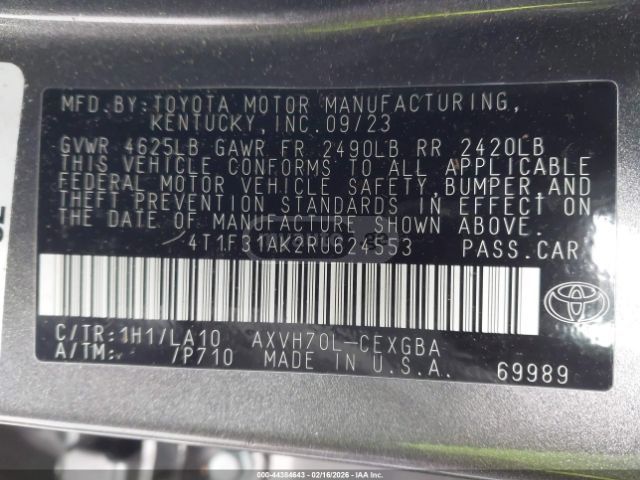 MFD.BY:TOYOTA MOTOR MANUFACTURING,
KENTUCKY,INC.09/23
GVWR 4625LB GAWR FR 2490LB RR 2420LB
THIS VEHICLE CONFORMS TO ALL APPLICABLE
FEDERAL MOTOR VEHICLE SAFETY,BUMPER,AND
THEFT PREVENTION STANDARDS IN EFFECT ON
THE DATE OF MANUFACTURE SHOWN ABOVE.
PASS.CAR
C/TR:1H1/LA10 AXVH70L-CEXGBA
A/TM: /P710 MADE IN U.S.A.
69989
000-44384643 - 02/16/2026 - IAAI.COM